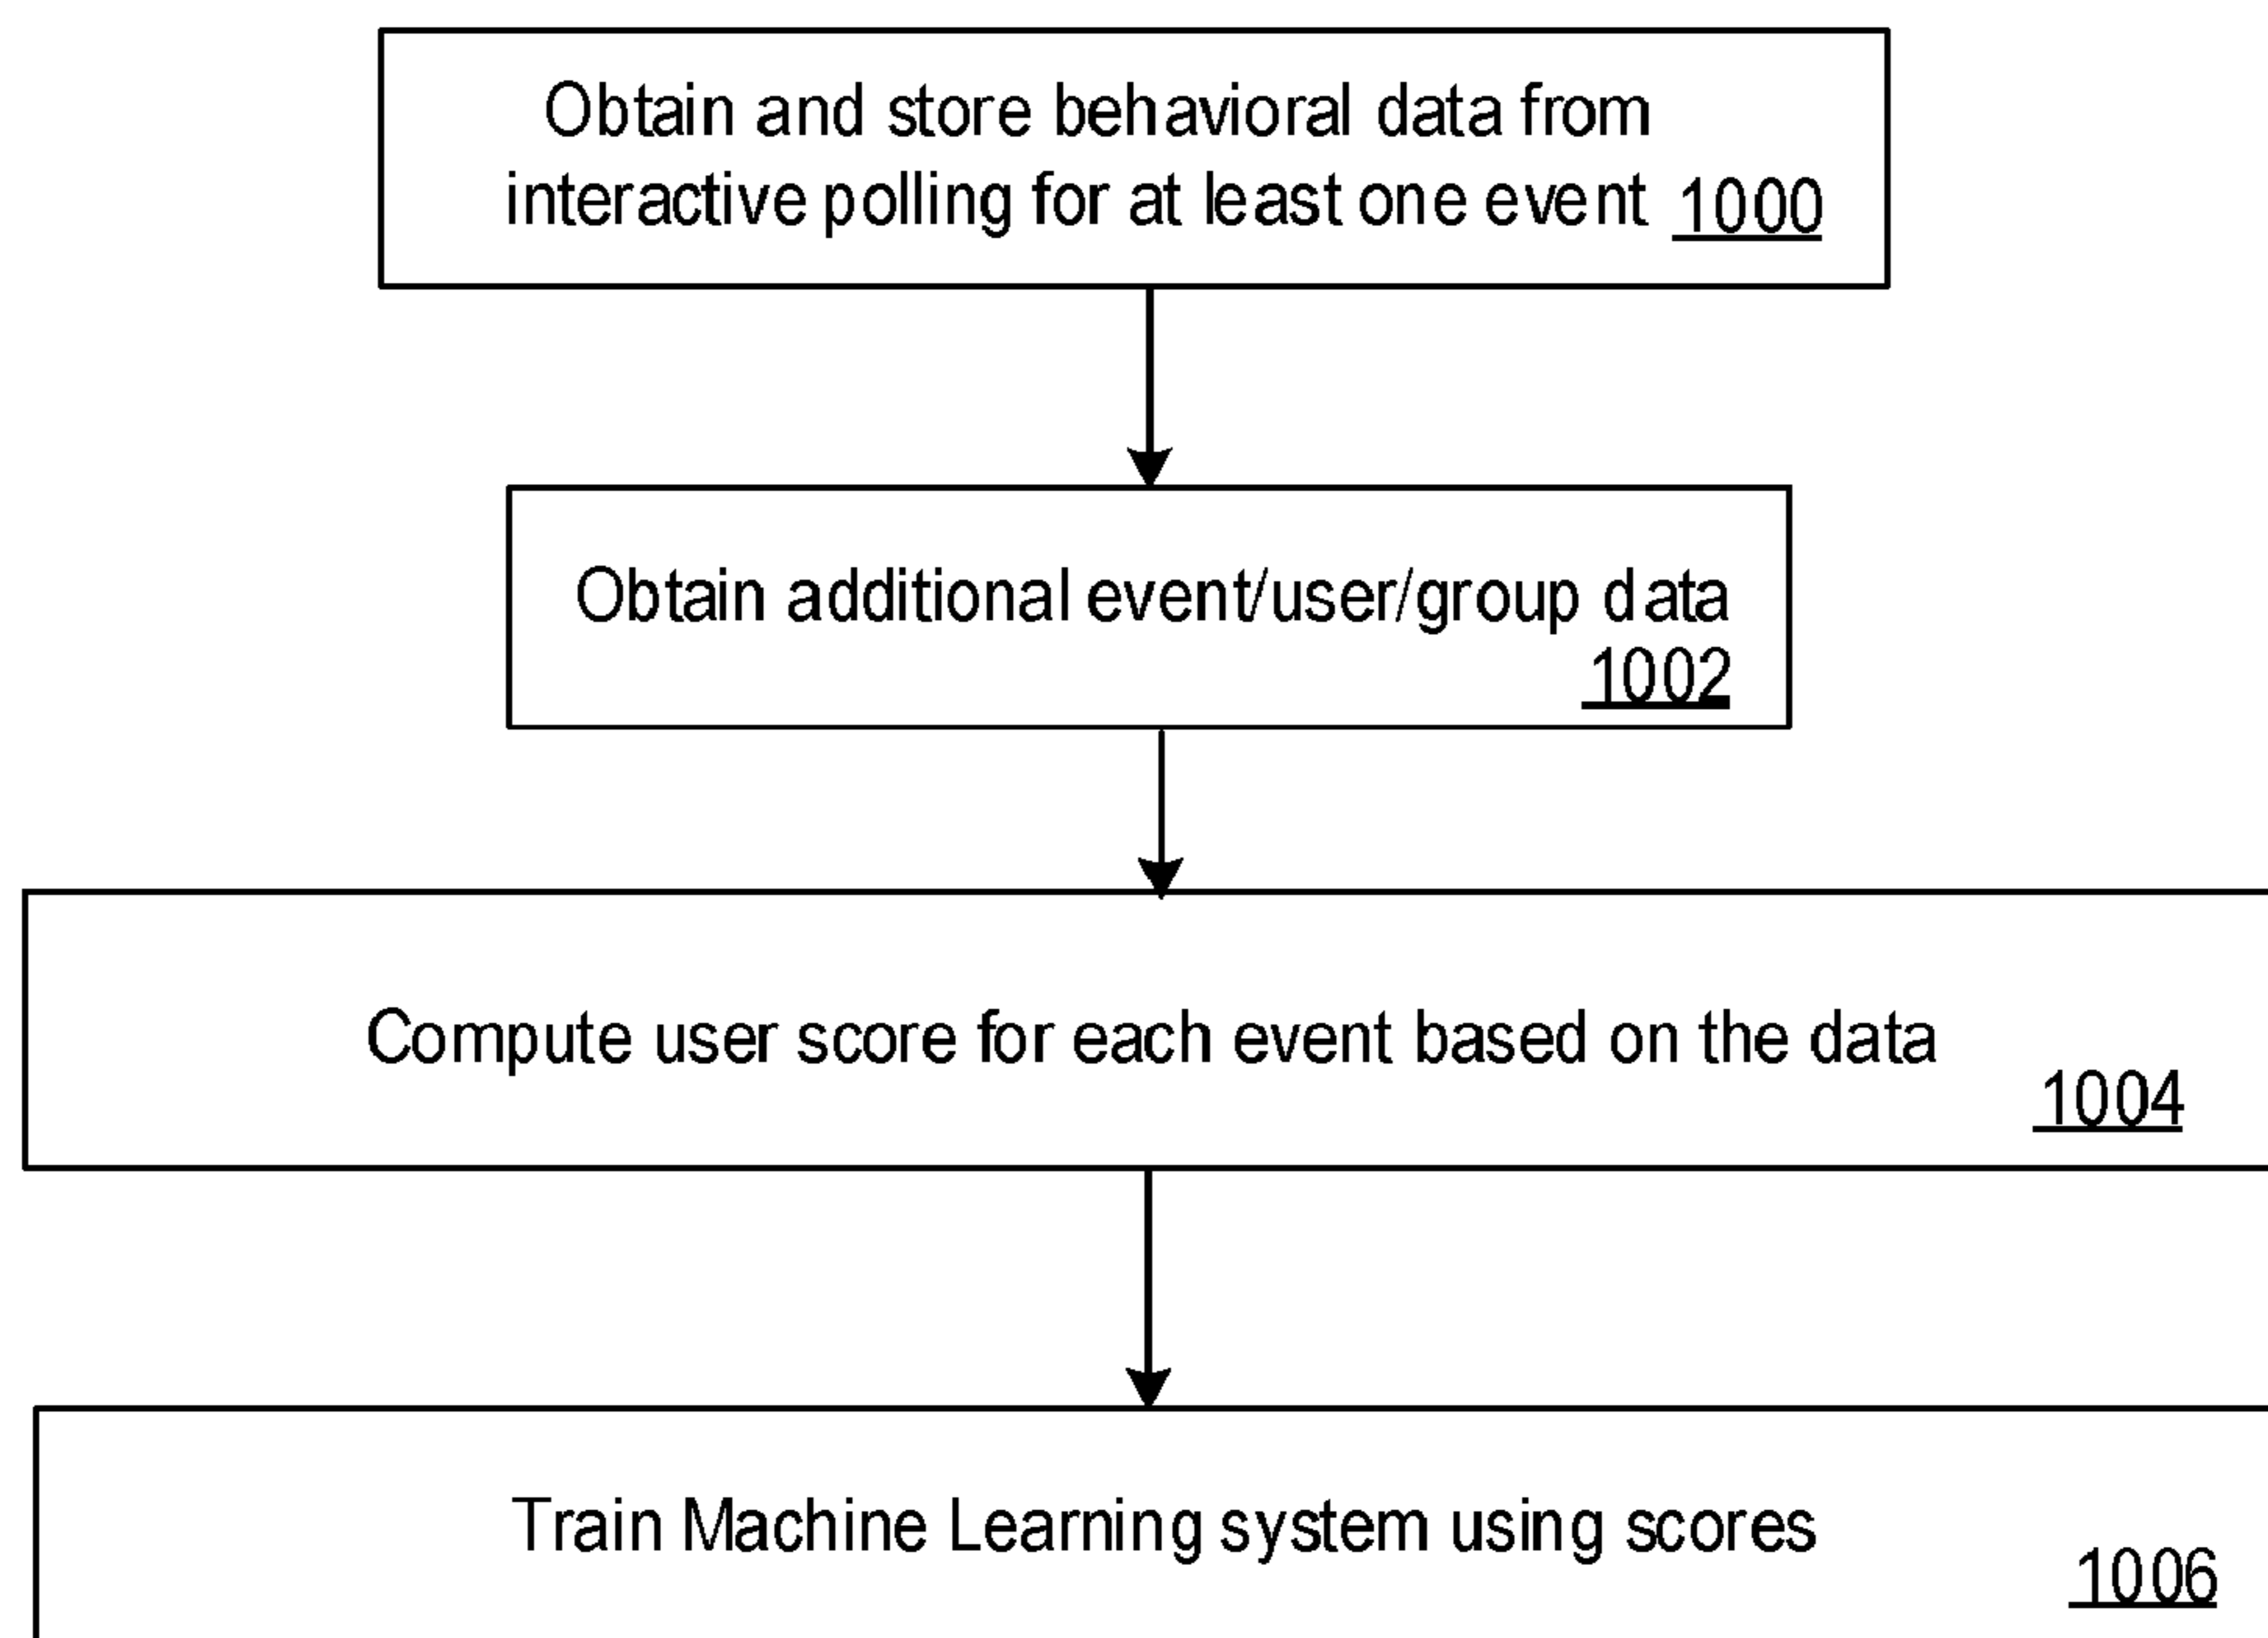 Obtain and store behavioral data from
interactive polling for at least one event 1000
Obtain additional event/user/group data
1002
Compute user score for each event based on the data
1004
Train Machine Learning system using scores
1006